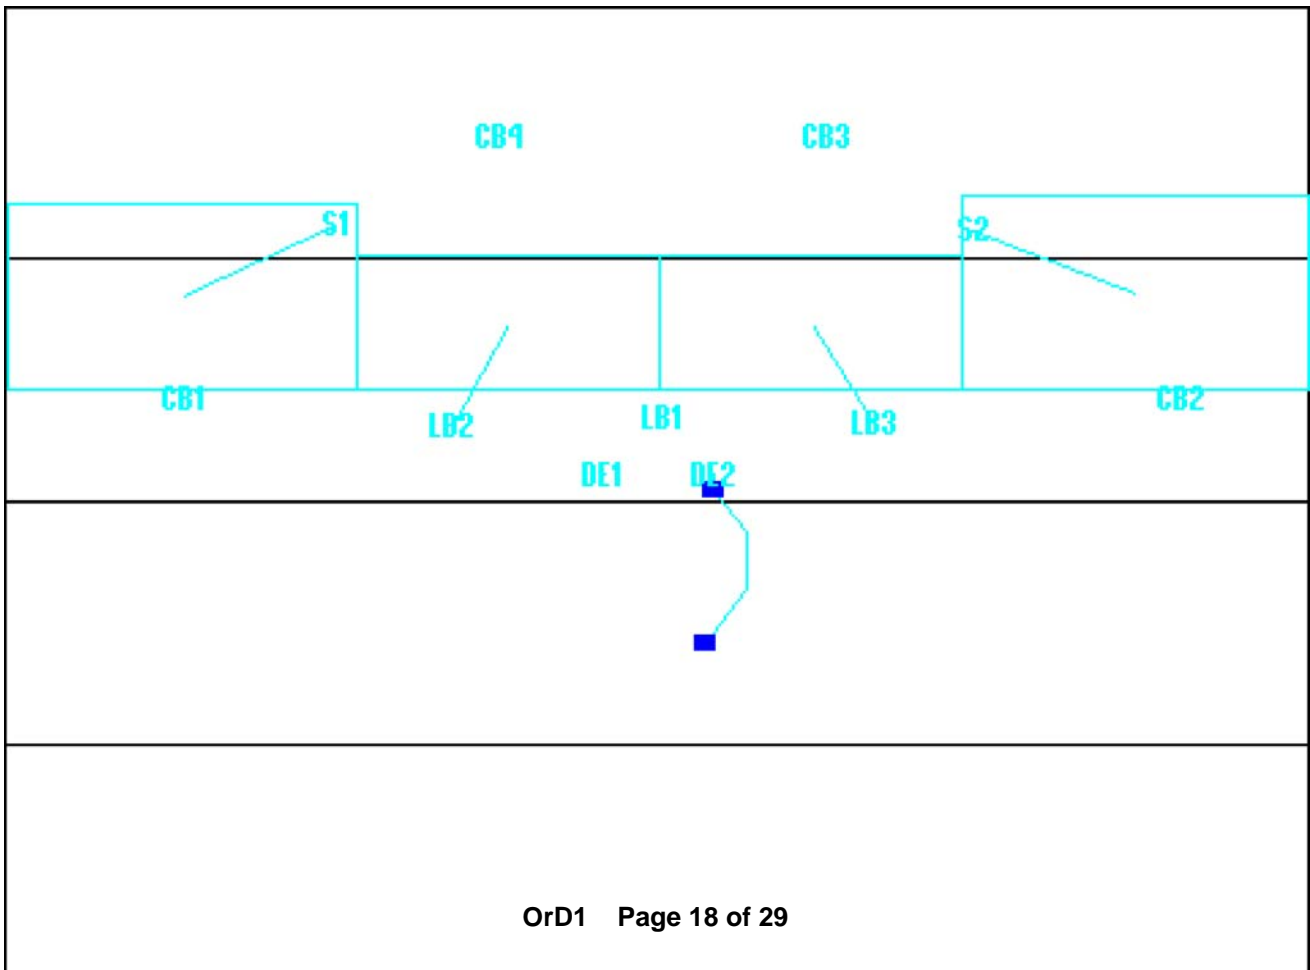 CB4 CB3
S1 S2
CB1 CB2
LB2 LB1 LB3
DE1 DE2
OrD1 Page 18 of 29